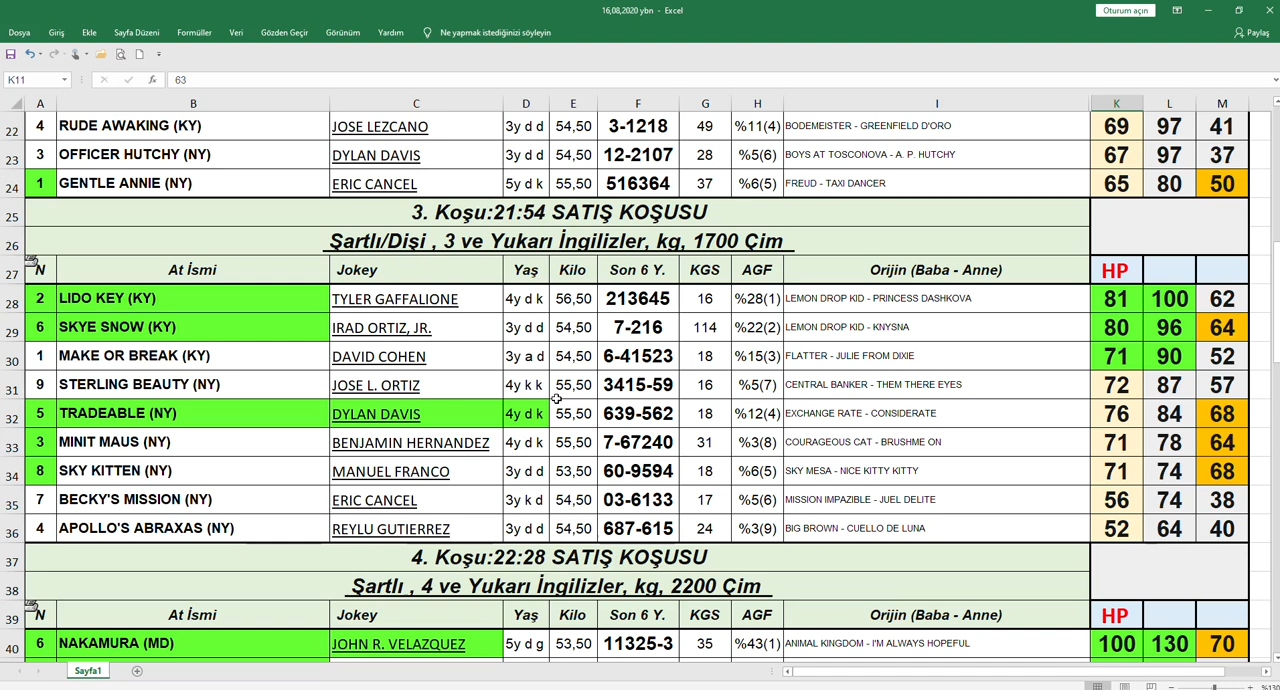 16,08,2020 ybn - Excel
Oturum açın
Dosya Giriş Ekle Sayfa Düzeni Formüller Veri Gözden Geçir Görünüm Yardım Ne yapmak istediğinizi söyleyin Paylaş
K11 fx 63
A B C D E F G H I K L M
22 4 RUDE AWAKING (KY) JOSE LEZCANO 3y d d 54,50 3-1218 49 %11(4) BODEMEISTER - GREENFIELD D'ORO 69 97 41
23 3 OFFICER HUTCHY (NY) DYLAN DAVIS 3y d d 54,50 12-2107 28 %5(6) BOYS AT TOSCONOVA - A. P. HUTCHY 67 97 37
24 1 GENTLE ANNIE (NY) ERIC CANCEL 5y d k 55,50 516364 37 %6(5) FREUD - TAXI DANCER 65 80 50
25 3. Koşu:21:54 SATIŞ KOŞUSU
26 Şartlı/Dişi , 3 ve Yukarı İngilizler, kg, 1700 Çim
27 N At İsmi Jokey Yaş Kilo Son 6 Y. KGS AGF Orijin (Baba - Anne) HP
28 2 LIDO KEY (KY) TYLER GAFFALIONE 4y d k 56,50 213645 16 %28(1) LEMON DROP KID - PRINCESS DASHKOVA 81 100 62
29 6 SKYE SNOW (KY) IRAD ORTIZ, JR. 3y d d 54,50 7-216 114 %22(2) LEMON DROP KID - KNYSNA 80 96 64
30 1 MAKE OR BREAK (KY) DAVID COHEN 3y a d 54,50 6-41523 18 %15(3) FLATTER - JULIE FROM DIXIE 71 90 52
31 9 STERLING BEAUTY (NY) JOSE L. ORTIZ 4y k k 55,50 3415-59 16 %5(7) CENTRAL BANKER - THEM THERE EYES 72 87 57
32 5 TRADEABLE (NY) DYLAN DAVIS 4y d k 55,50 639-562 18 %12(4) EXCHANGE RATE - CONSIDERATE 76 84 68
33 3 MINIT MAUS (NY) BENJAMIN HERNANDEZ 4y d k 55,50 7-67240 31 %3(8) COURAGEOUS CAT - BRUSHME ON 71 78 64
34 8 SKY KITTEN (NY) MANUEL FRANCO 3y d d 53,50 60-9594 18 %6(5) SKY MESA - NICE KITTY KITTY 71 74 68
35 7 BECKY'S MISSION (NY) ERIC CANCEL 3y k d 54,50 03-6133 17 %5(6) MISSION IMPAZIBLE - JUEL DELITE 56 74 38
36 4 APOLLO'S ABRAXAS (NY) REYLU GUTIERREZ 3y d d 54,50 687-615 24 %3(9) BIG BROWN - CUELLO DE LUNA 52 64 40
37 4. Koşu:22:28 SATIŞ KOŞUSU
38 Şartlı , 4 ve Yukarı İngilizler, kg, 2200 Çim
39 N At İsmi Jokey Yaş Kilo Son 6 Y. KGS AGF Orijin (Baba - Anne) HP
40 6 NAKAMURA (MD) JOHN R. VELAZQUEZ 5y d g 53,50 11325-3 35 %43(1) ANIMAL KINGDOM - I'M ALWAYS HOPEFUL 100 130 70
Sayfa1
%130